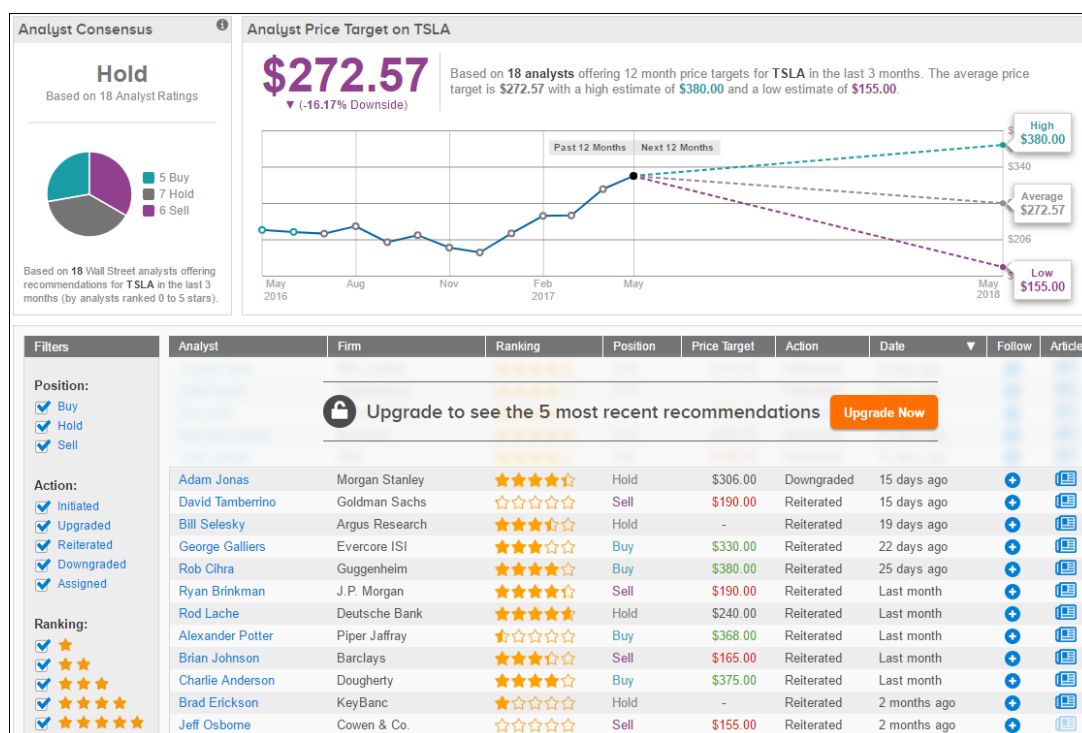 Analyst Consensus
Hold
Based on 18 Analyst Ratings
5 Buy
7 Hold
6 Sell
Based on 18 Wall Street analysts offering
recommendations for TSLA in the last 3
months (by analysts ranked 0 to 5 stars).
Analyst Price Target on TSLA
$272.57
▼ (-16.17% Downside)
Based on 18 analysts offering 12 month price targets for TSLA in the last 3 months. The average price
target is $272.57 with a high estimate of $380.00 and a low estimate of $155.00.
Past 12 Months Next 12 Months
High
$380.00
$340
Average
$272.57
$206
Low
$155.00
May 2016
Aug
Nov
Feb 2017
May
May 2018
Filters
Position:
Buy
Hold
Sell
Action:
Initiated
Upgraded
Reiterated
Downgraded
Assigned
Ranking:
Analyst Firm Ranking Position Price Target Action Date ▼ Follow Article
Upgrade to see the 5 most recent recommendations Upgrade Now
Adam Jonas Morgan Stanley Hold $306.00 Downgraded 15 days ago
David Tamberrino Goldman Sachs Sell $190.00 Reiterated 15 days ago
Bill Selesky Argus Research Hold - Reiterated 19 days ago
George Galliers Evercore ISI Buy $330.00 Reiterated 22 days ago
Rob Cihra Guggenheim Buy $380.00 Reiterated 25 days ago
Ryan Brinkman J.P. Morgan Sell $190.00 Reiterated Last month
Rod Lache Deutsche Bank Hold $240.00 Reiterated Last month
Alexander Potter Piper Jaffray Buy $368.00 Reiterated Last month
Brian Johnson Barclays Sell $165.00 Reiterated Last month
Charlie Anderson Dougherty Buy $375.00 Reiterated Last month
Brad Erickson KeyBanc Hold - Reiterated 2 months ago
Jeff Osborne Cowen & Co. Sell $155.00 Reiterated 2 months ago